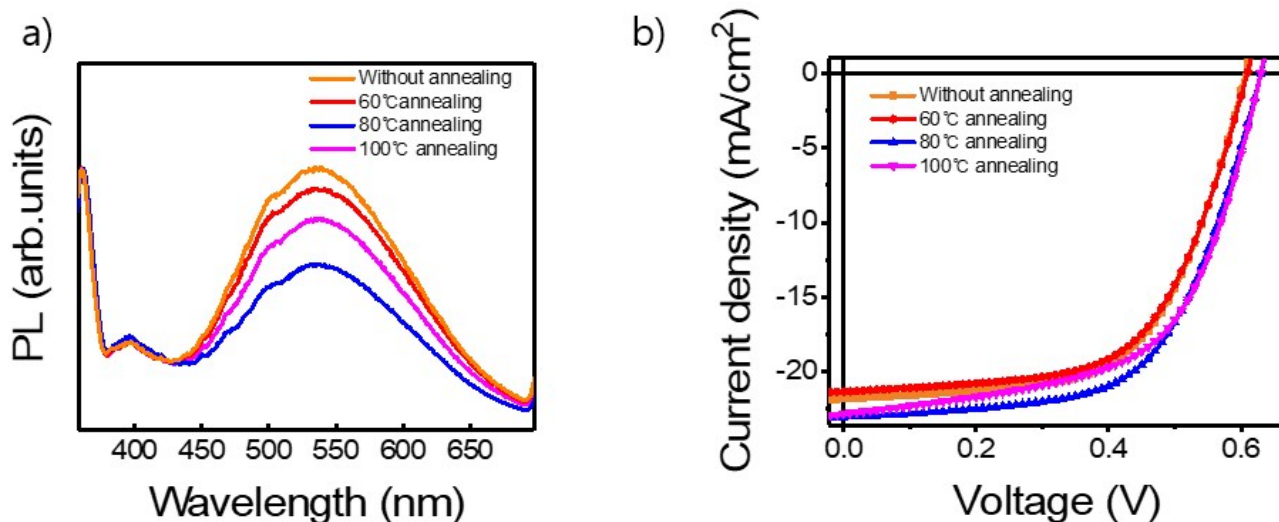 a)
Without annealing
60℃annealing
80℃annealing
100℃ annealing
PL (arb.units)
400 450 500 550 600 650
Wavelength (nm)
b)
Without annealing
60℃ annealing
80℃ annealing
100℃ annealing
Current density (mA/cm²)
0
-5
-10
-15
-20
0.0 0.2 0.4 0.6
Voltage (V)